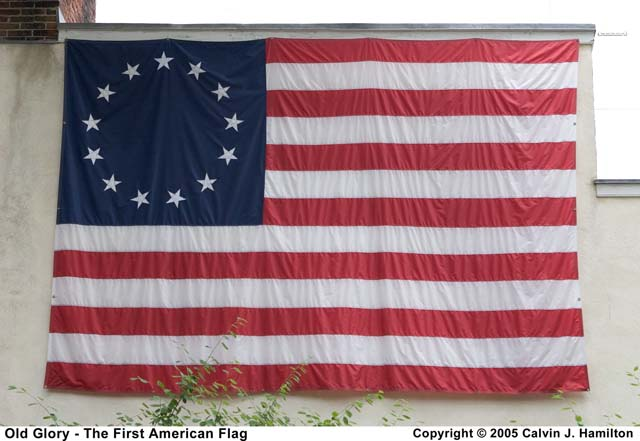 Old Glory - The First American Flag
Copyright © 2005 Calvin J. Hamilton